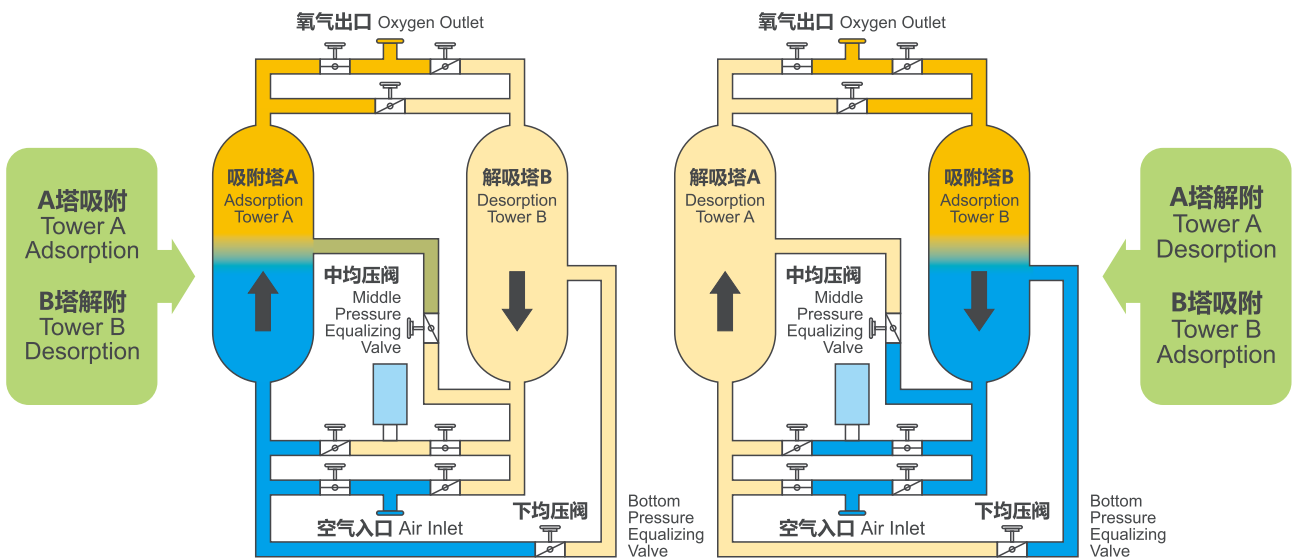 A塔吸附
Tower A
Adsorption
B塔解附
Tower B
Desorption
氧气出口 Oxygen Outlet
吸附塔A
Adsorption
Tower A
解吸塔B
Desorption
Tower B
中均压阀
Middle
Pressure
Equalizing
Valve
空气入口 Air Inlet
下均压阀
Bottom
Pressure
Equalizing
Valve
氧气出口 Oxygen Outlet
解吸塔A
Desorption
Tower A
吸附塔B
Adsorption
Tower B
中均压阀
Middle
Pressure
Equalizing
Valve
空气入口 Air Inlet
下均压阀
Bottom
Pressure
Equalizing
Valve
A塔解附
Tower A
Desorption
B塔吸附
Tower B
Adsorption